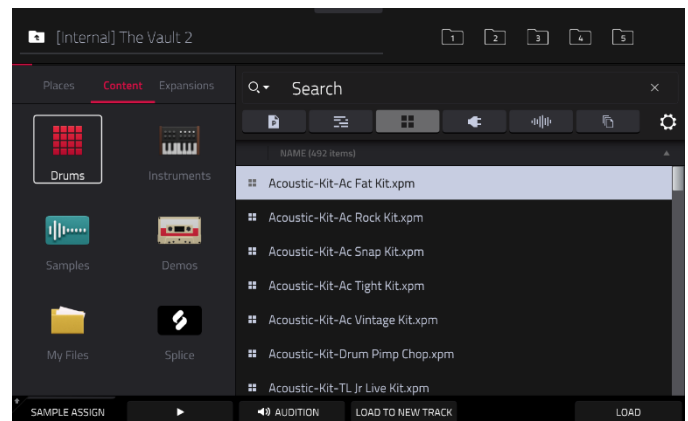 [Internal] The Vault 2
1 2 3 4 5
Places Content Expansions
Search
NAME (492 items)
Drums
Instruments
Samples
Demos
My Files
Splice
Acoustic-Kit-Ac Fat Kit.xpm
Acoustic-Kit-Ac Rock Kit.xpm
Acoustic-Kit-Ac Snap Kit.xpm
Acoustic-Kit-Ac Tight Kit.xpm
Acoustic-Kit-Ac Vintage Kit.xpm
Acoustic-Kit-Drum Pimp Chop.xpm
Acoustic-Kit-TL Jr Live Kit.xpm
SAMPLE ASSIGN AUDITION LOAD TO NEW TRACK LOAD